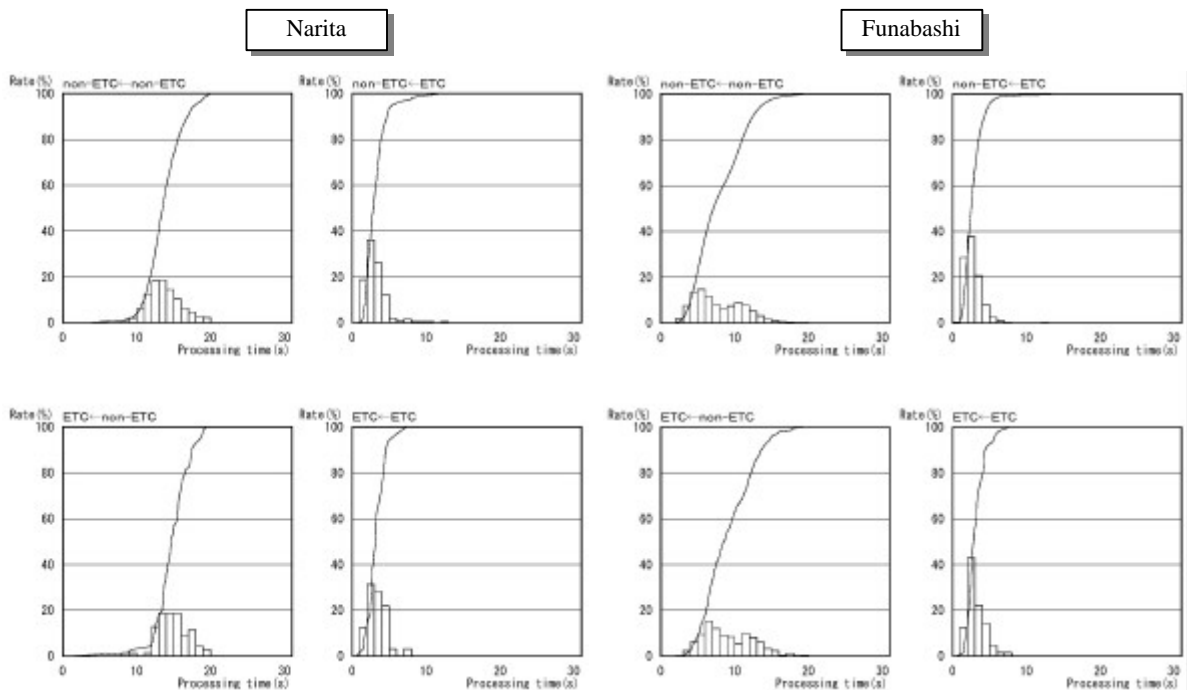 Narita
Funabashi
Rate(%) non-ETC←non-ETC
100
80
60
40
20
0
0 10 20 30
Processing time(s)
Rate(%) non-ETC←ETC
100
80
60
40
20
0
0 10 20 30
Processing time(s)
Rate(%) non-ETC←non-ETC
100
80
60
40
20
0
0 10 20 30
Processing time(s)
Rate(%) non-ETC←ETC
100
80
60
40
20
0
0 10 20 30
Processing time(s)
Rate(%) ETC←non-ETC
100
80
60
40
20
0
0 10 20 30
Processing time(s)
Rate(%) ETC←ETC
100
80
60
40
20
0
0 10 20 30
Processing time(s)
Rate(%) ETC←non-ETC
100
80
60
40
20
0
0 10 20 30
Processing time(s)
Rate(%) ETC←ETC
100
80
60
40
20
0
0 10 20 30
Processing time(s)